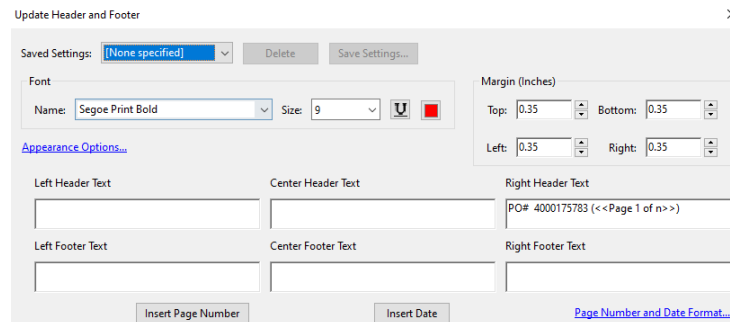 Update Header and Footer
Saved Settings: [None specified] Delete Save Settings...
Font
Name: Segoe Print Bold Size: 9 U
Margin (Inches)
Top: 0.35 Bottom: 0.35
Left: 0.35 Right: 0.35
Appearance Options...
Left Header Text Center Header Text Right Header Text
PO# 4000175783 (<<Page 1 of n>>)
Left Footer Text Center Footer Text Right Footer Text
Insert Page Number Insert Date Page Number and Date Format...